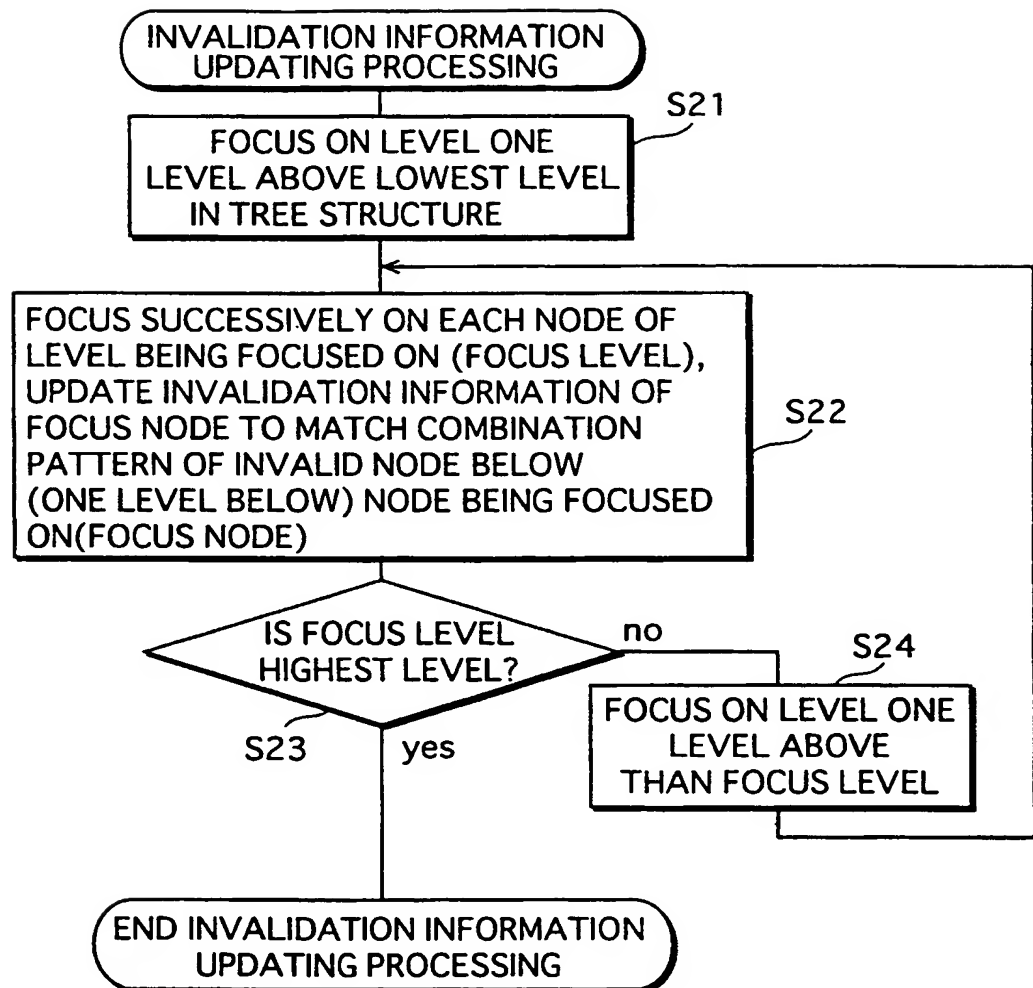 INVALIDATION INFORMATION
UPDATING PROCESSING
S21
FOCUS ON LEVEL ONE
LEVEL ABOVE LOWEST LEVEL
IN TREE STRUCTURE
FOCUS SUCCESSIVELY ON EACH NODE OF
LEVEL BEING FOCUSED ON (FOCUS LEVEL),
UPDATE INVALIDATION INFORMATION OF
FOCUS NODE TO MATCH COMBINATION
PATTERN OF INVALID NODE BELOW
(ONE LEVEL BELOW) NODE BEING FOCUSED
ON(FOCUS NODE)
S22
IS FOCUS LEVEL
HIGHEST LEVEL?
no
S23
yes
S24
FOCUS ON LEVEL ONE
LEVEL ABOVE
THAN FOCUS LEVEL
END INVALIDATION INFORMATION
UPDATING PROCESSING